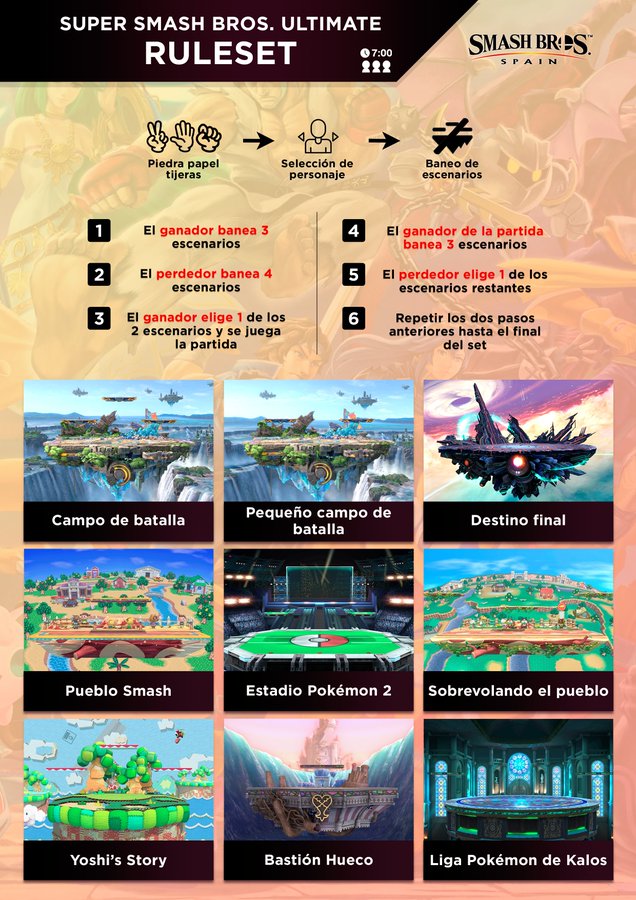 SUPER SMASH BROS. ULTIMATE
RULESET
7:00
SMASH BROS.™
SPAIN
Piedra papel
tijeras
Selección de
personaje
Baneo de
escenarios
1
El ganador banea 3
escenarios
2
El perdedor banea 4
escenarios
3
El ganador elige 1 de los
2 escenarios y se juega
la partida
4
El ganador de la partida
banea 3 escenarios
5
El perdedor elige 1 de los
escenarios restantes
6
Repetir los dos pasos
anteriores hasta el final
del set
Campo de batalla
Pequeño campo de
batalla
Destino final
Pueblo Smash
Estadio Pokémon 2
Sobrevolando el pueblo
Yoshi's Story
Bastión Hueco
Liga Pokémon de Kalos